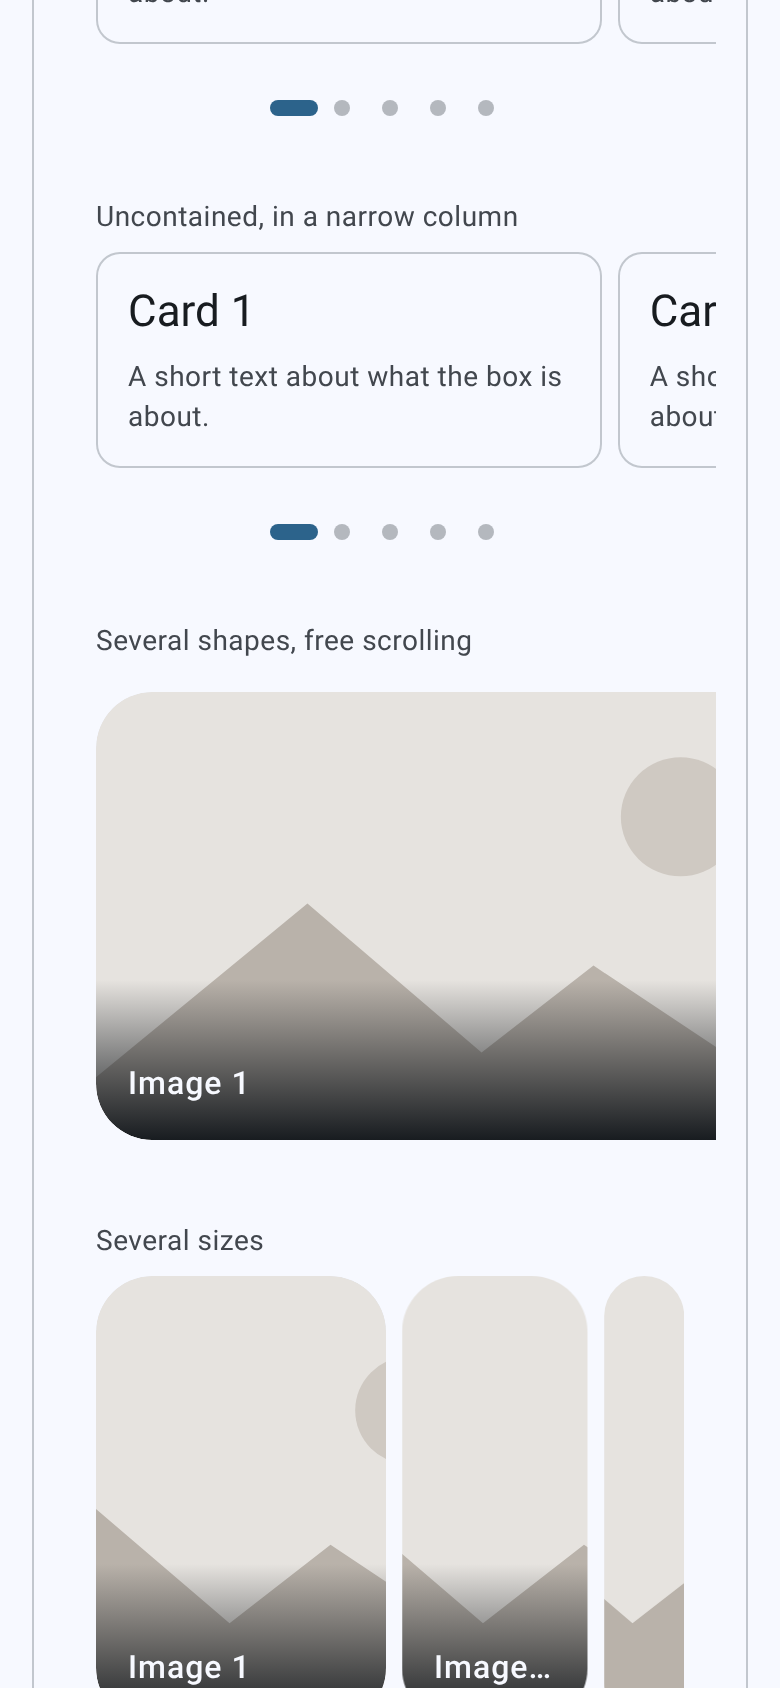 about.
Uncontained, in a narrow column
Card 1
A short text about what the box is
about.
Several shapes, free scrolling
Image 1
Several sizes
Image 1
Image…